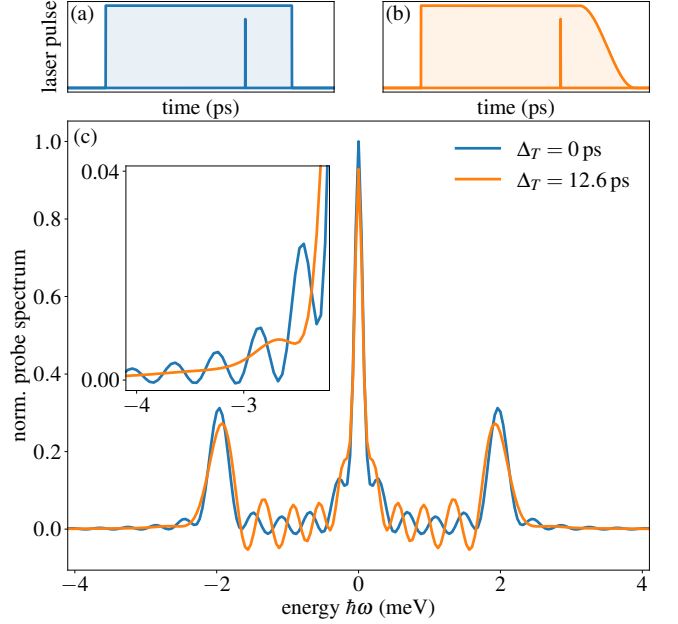 (a)
(b)
laser pulse
time (ps)
time (ps)
(c)
Δ_T = 0 ps
Δ_T = 12.6 ps
1.0
0.8
0.6
0.4
0.2
0.0
norm. probe spectrum
0.04
0.00
−4
−3
−4
−2
0
2
4
energy ħω (meV)